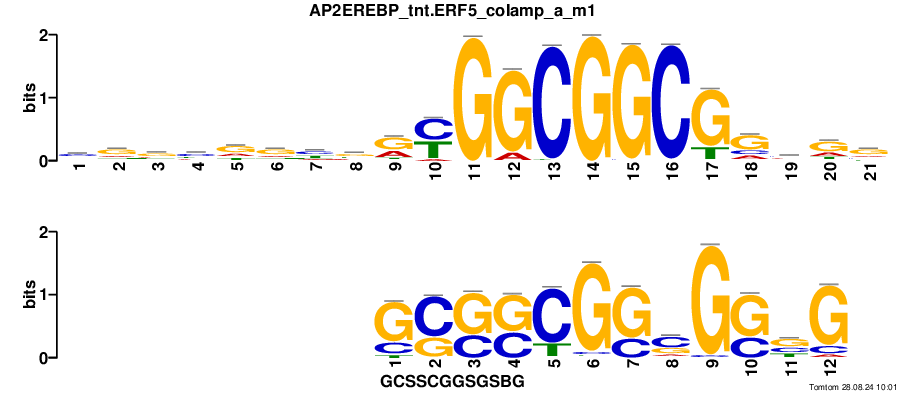 AP2EREBP_tnt.ERF5_colamp_a_m1
bits
2
1
0
1 2 3 4 5 6 7 8 9 10 11 12 13 14 15 16 17 18 19 20 21
bits
2
1
0
1 2 3 4 5 6 7 8 9 10 11 12
GCSSCGGSGSBG
Tomtom 28.08.24 10:01